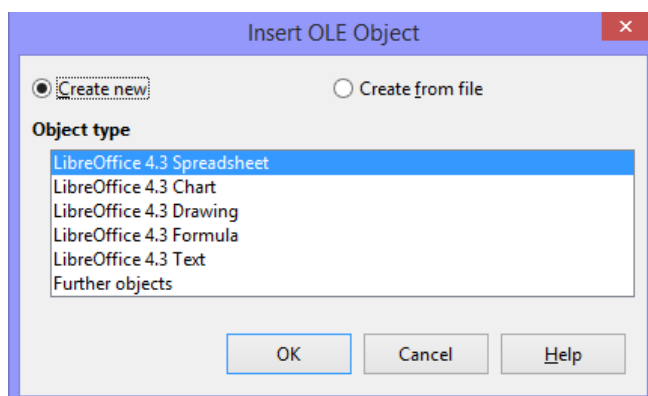 Insert OLE Object
Create new Create from file
Object type
LibreOffice 4.3 Spreadsheet
LibreOffice 4.3 Chart
LibreOffice 4.3 Drawing
LibreOffice 4.3 Formula
LibreOffice 4.3 Text
Further objects
OK Cancel Help